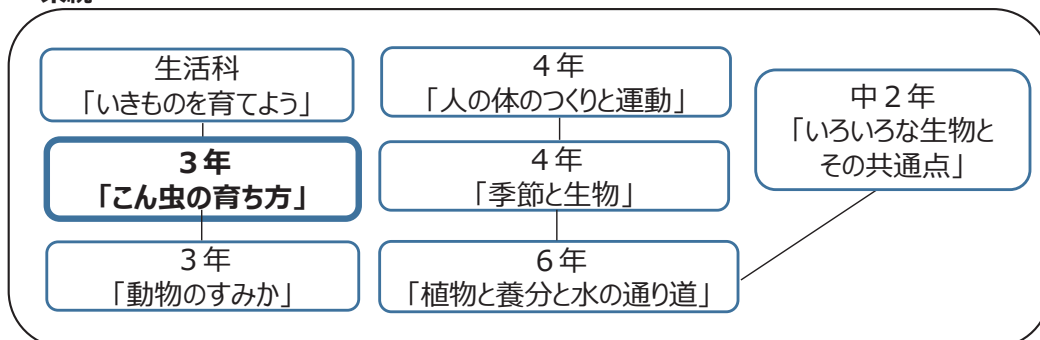 生活科
「いきものを育てよう」
3年
「こん虫の育ち方」
3年
「動物のすみか」
4年
「人の体のつくりと運動」
4年
「季節と生物」
6年
「植物と養分と水の通り道」
中2年
「いろいろな生物と
その共通点」